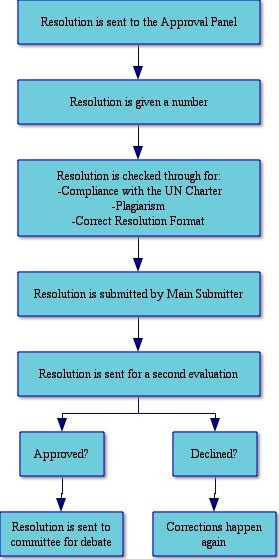 Resolution is sent to the Approval Panel
Resolution is given a number
Resolution is checked through for:
-Compliance with the UN Charter
-Plagiarism
-Correct Resolution Format
Resolution is submitted by Main Submitter
Resolution is sent for a second evaluation
Approved?
Declined?
Resolution is sent to
committee for debate
Corrections happen
again